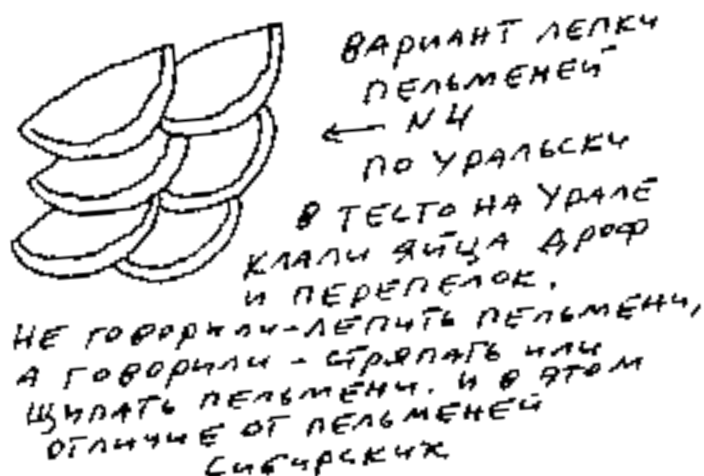 ВАРИАНТ ЛЕПКИ
ПЕЛЬМЕНЕЙ
← N 4
ПО УРАЛЬСКИ
В ТЕСТО НА УРАЛЕ
КЛАЛИ ЯЙЦА ДРОФ
И ПЕРЕПЕЛОК.
НЕ ГОВОРИЛИ-ЛЕПИТЬ ПЕЛЬМЕНИ,
А ГОВОРИЛИ - СТРЯПАТЬ ИЛИ
ЩИПАТЬ ПЕЛЬМЕНИ. И В ЭТОМ
ОТЛИЧИЕ ОТ ПЕЛЬМЕНЕЙ
СИБИРСКИХ